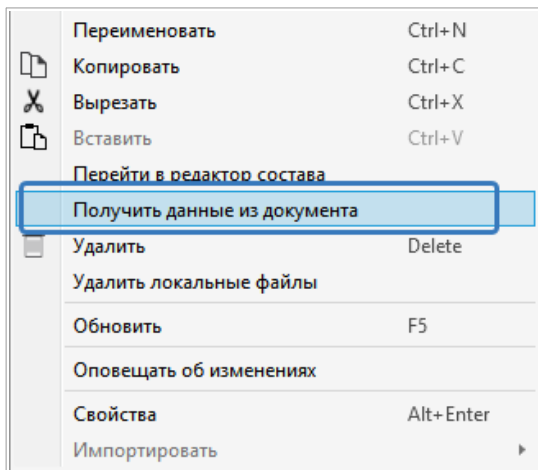 Переименовать Ctrl+N
Копировать Ctrl+C
Вырезать Ctrl+X
Вставить Ctrl+V
Перейти в редактор состава
Получить данные из документа
Удалить Delete
Удалить локальные файлы
Обновить F5
Оповещать об изменениях
Свойства Alt+Enter
Импортировать